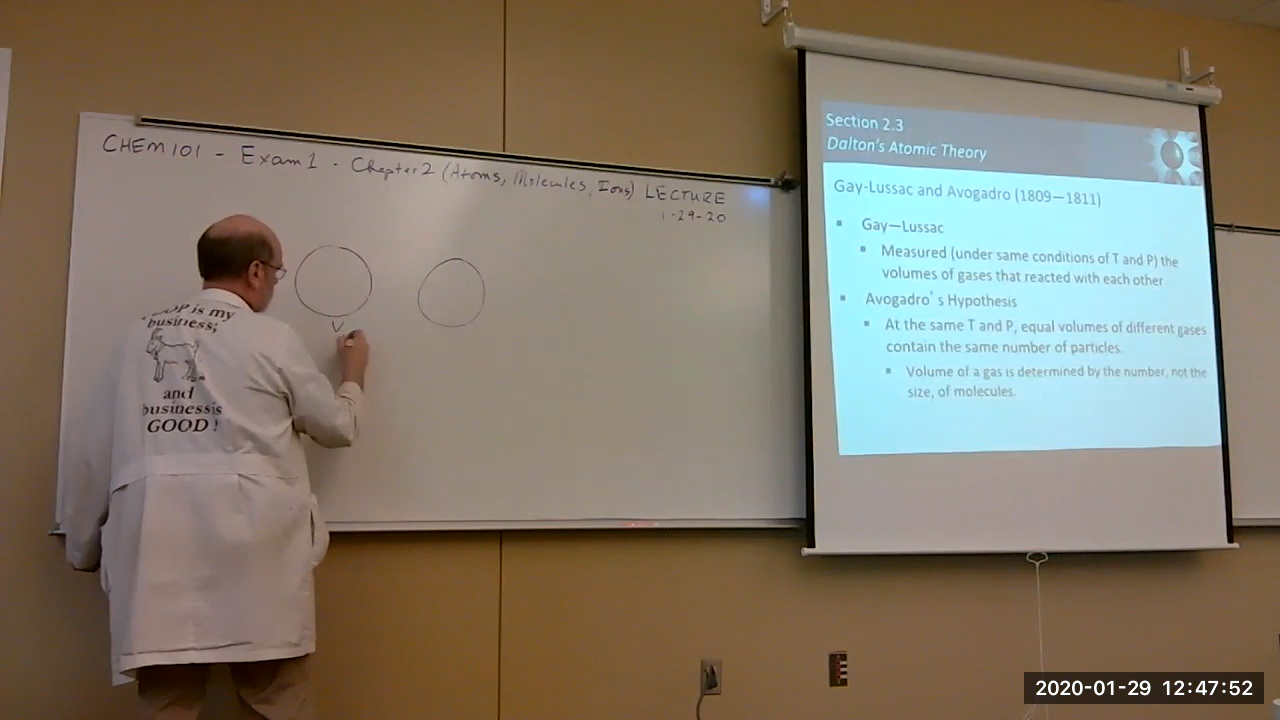 CHEM 101 - Exam 1 - Chapter 2 (Atoms, Molecules, Ions) LECTURE
1-29-20
V
is my
business;
and
business is
GOOD!
Section 2.3
Dalton's Atomic Theory
Gay-Lussac and Avogadro (1809—1811)
Gay—Lussac
Measured (under same conditions of T and P) the
volumes of gases that reacted with each other
Avogadro's Hypothesis
At the same T and P, equal volumes of different gases
contain the same number of particles.
Volume of a gas is determined by the number, not the
size, of molecules.
2020-01-29 12:47:52